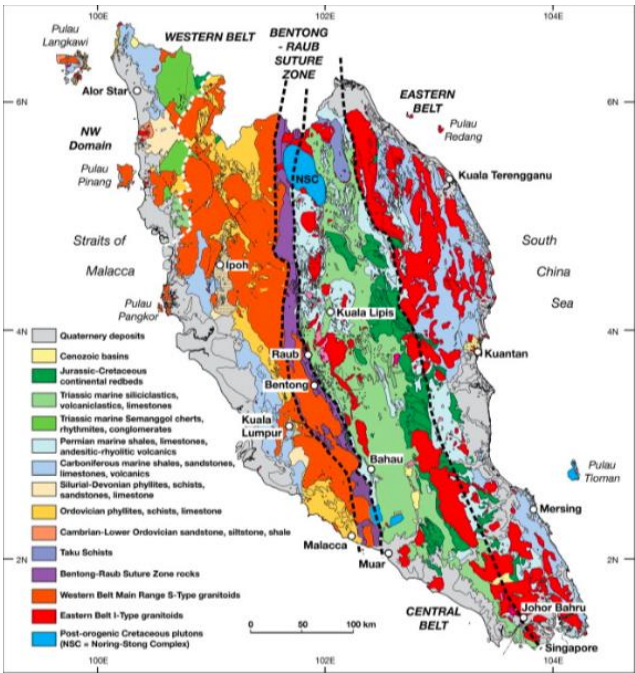 100E
102E
104E
Pulau
Langkawi
WESTERN BELT
BENTONG
- RAUB
SUTURE
ZONE
Alor Star
6N
6N
EASTERN
BELT
Pulau
Redang
NW
Domain
Pulau
Pinang
NSC
Kuala Terengganu
Straits of
Malacca
South
China
Sea
Ipoh
Pulau
Pangkor
Kuala Lipis
4N
4N
Raub
Kuantan
Bentong
Kuala
Lumpur
Bahau
Pulau
Tioman
Mersing
Malacca
2N
2N
Muar
CENTRAL
BELT
Johor Bahru
Singapore
Quaternary deposits
Cenozoic basins
Jurassic-Cretaceous
continental redbeds
Triassic marine siliciclastics,
volcaniclastics, limestones
Triassic marine Semanggol cherts,
rhythmites, conglomerates
Permian marine shales, limestones,
andesitic-rhyolitic volcanics
Carboniferous marine shales, sandstones,
limestones, volcanics
Silurial-Devonian phyllites, schists,
sandstones, limestone
Ordovician phyllites, schists, limestone
Cambrian-Lower Ordovician sandstone, siltstone, shale
Taku Schists
Bentong-Raub Suture Zone rocks
Western Belt Main Range S-Type granitoids
Eastern Belt I-Type granitoids
Post-orogenic Cretaceous plutons
(NSC = Noring-Stong Complex)
0 50 100 km
100E
102E
104E